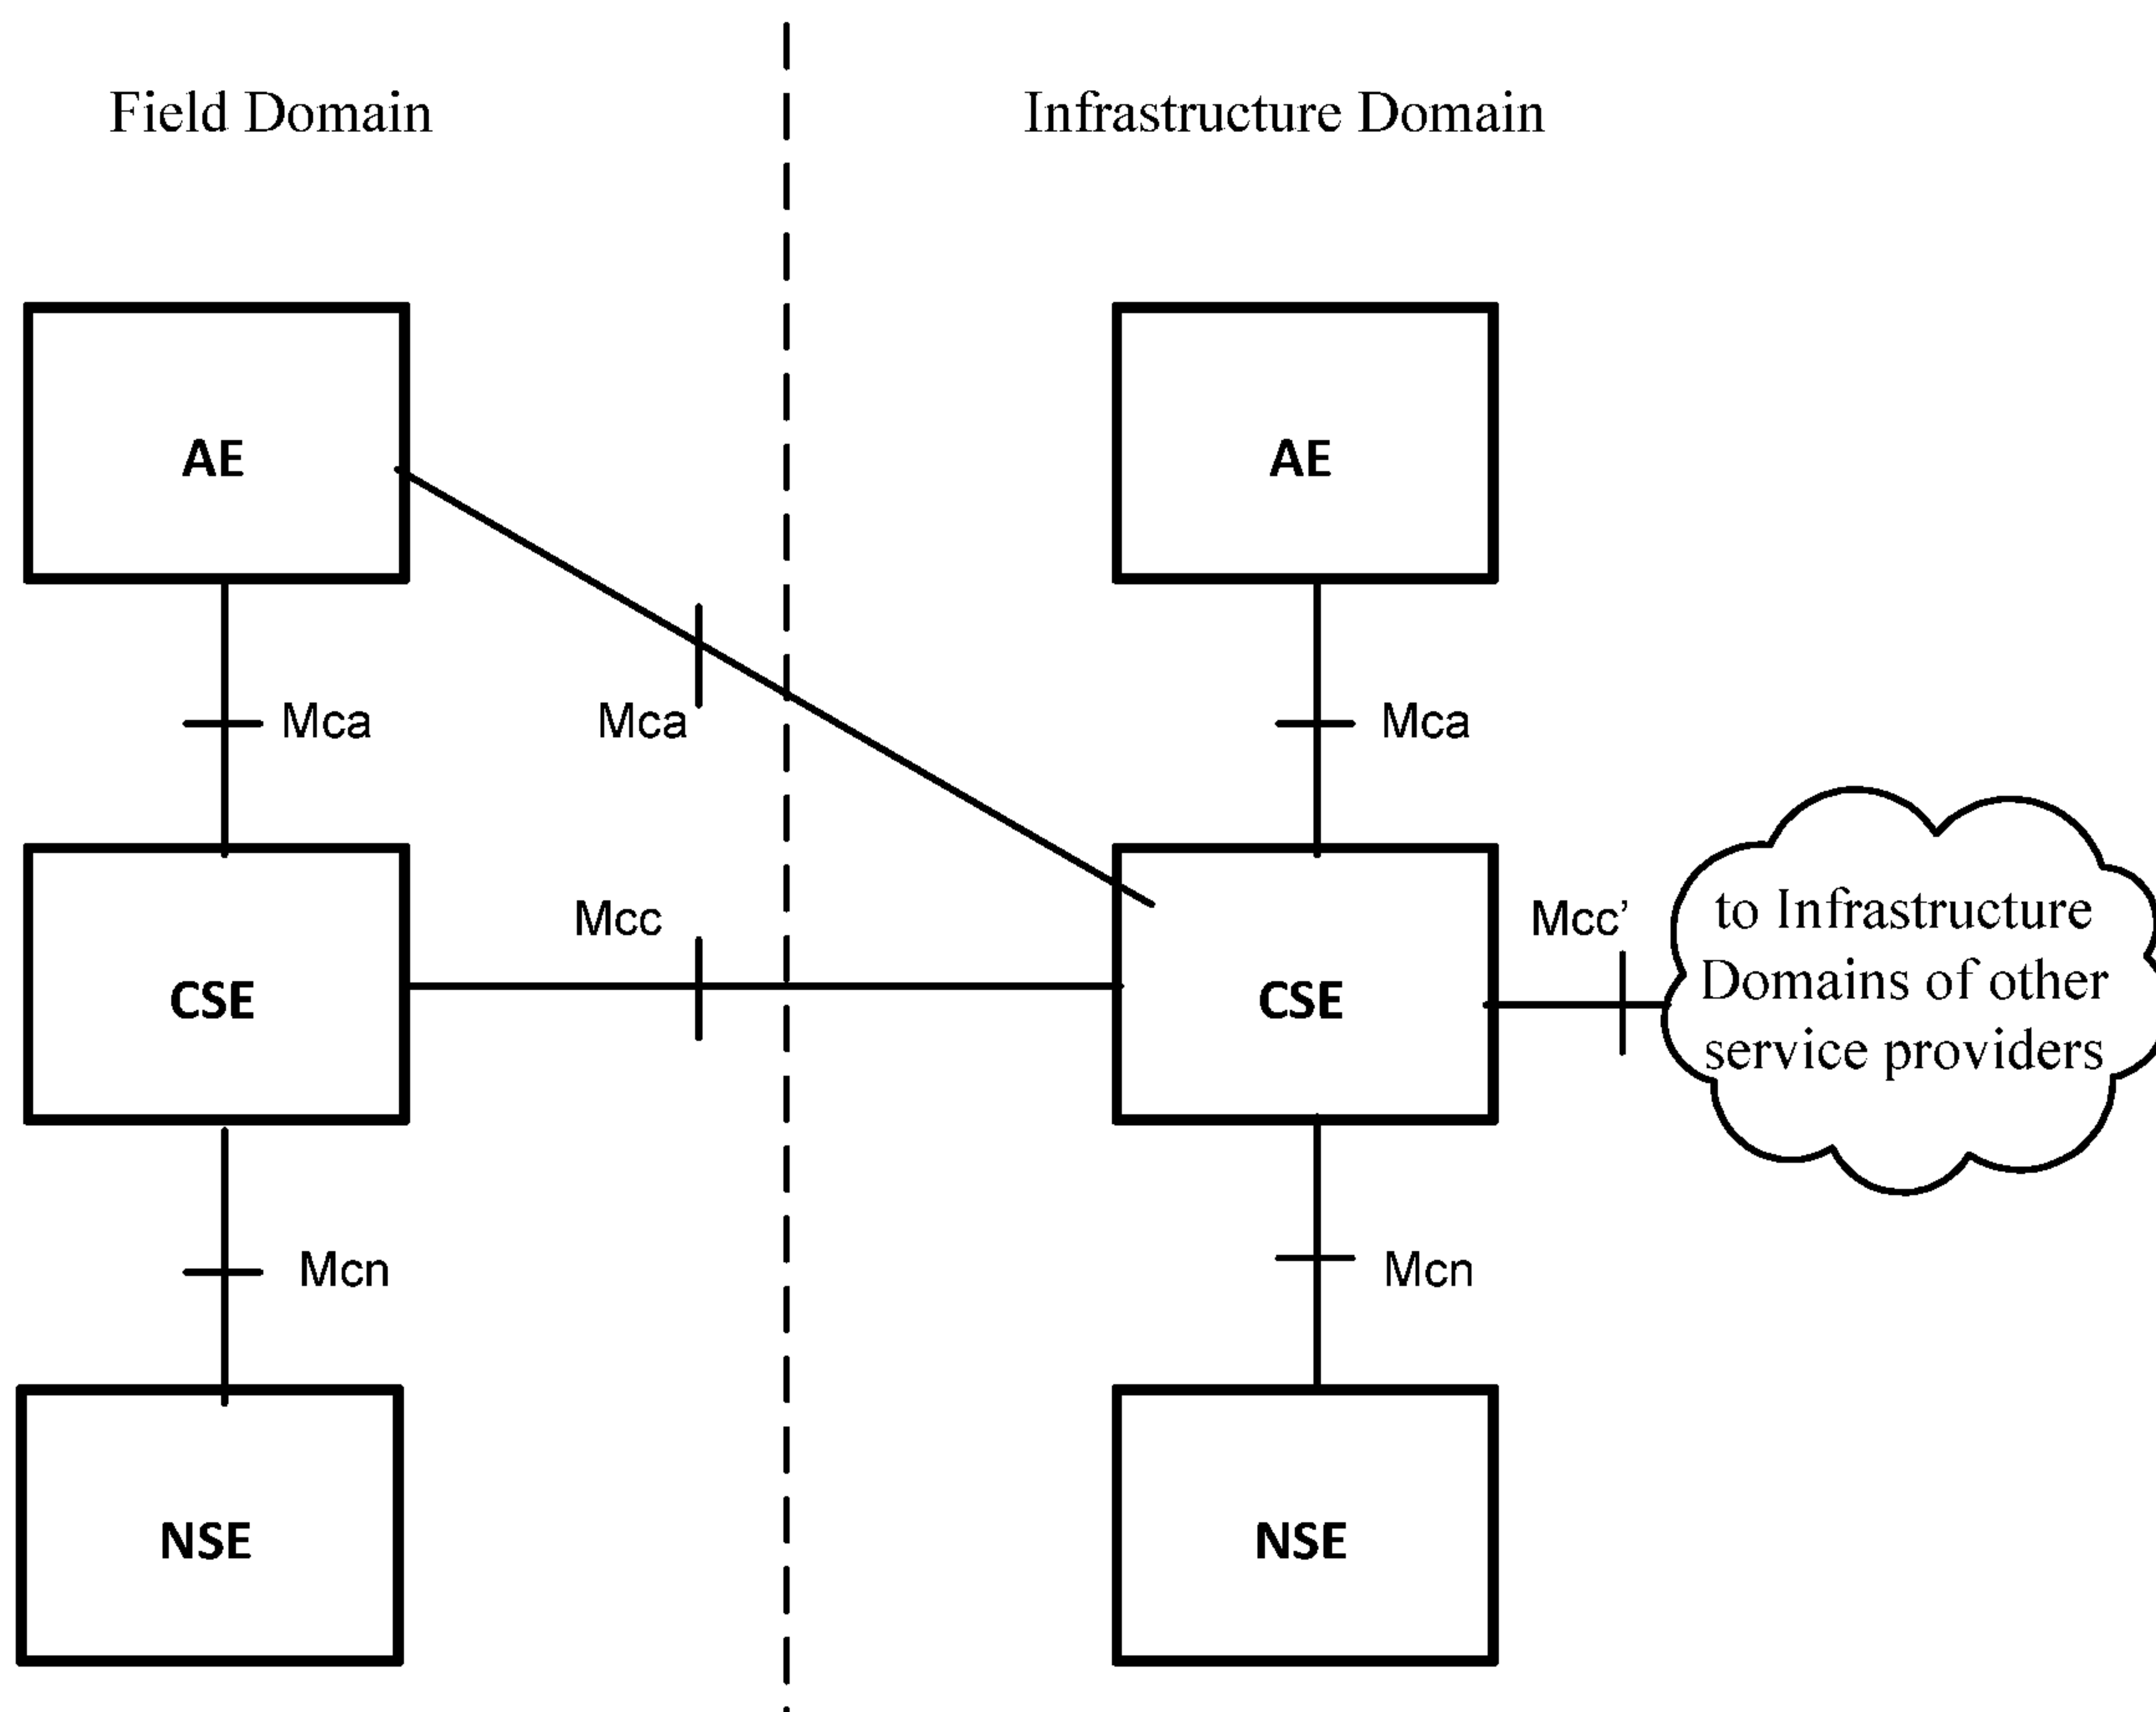 Field Domain
Infrastructure Domain
AE
AE
Mca
Mca
Mca
Mcc
CSE
CSE
Mcc’
to Infrastructure
Domains of other
service providers
Mcn
Mcn
NSE
NSE